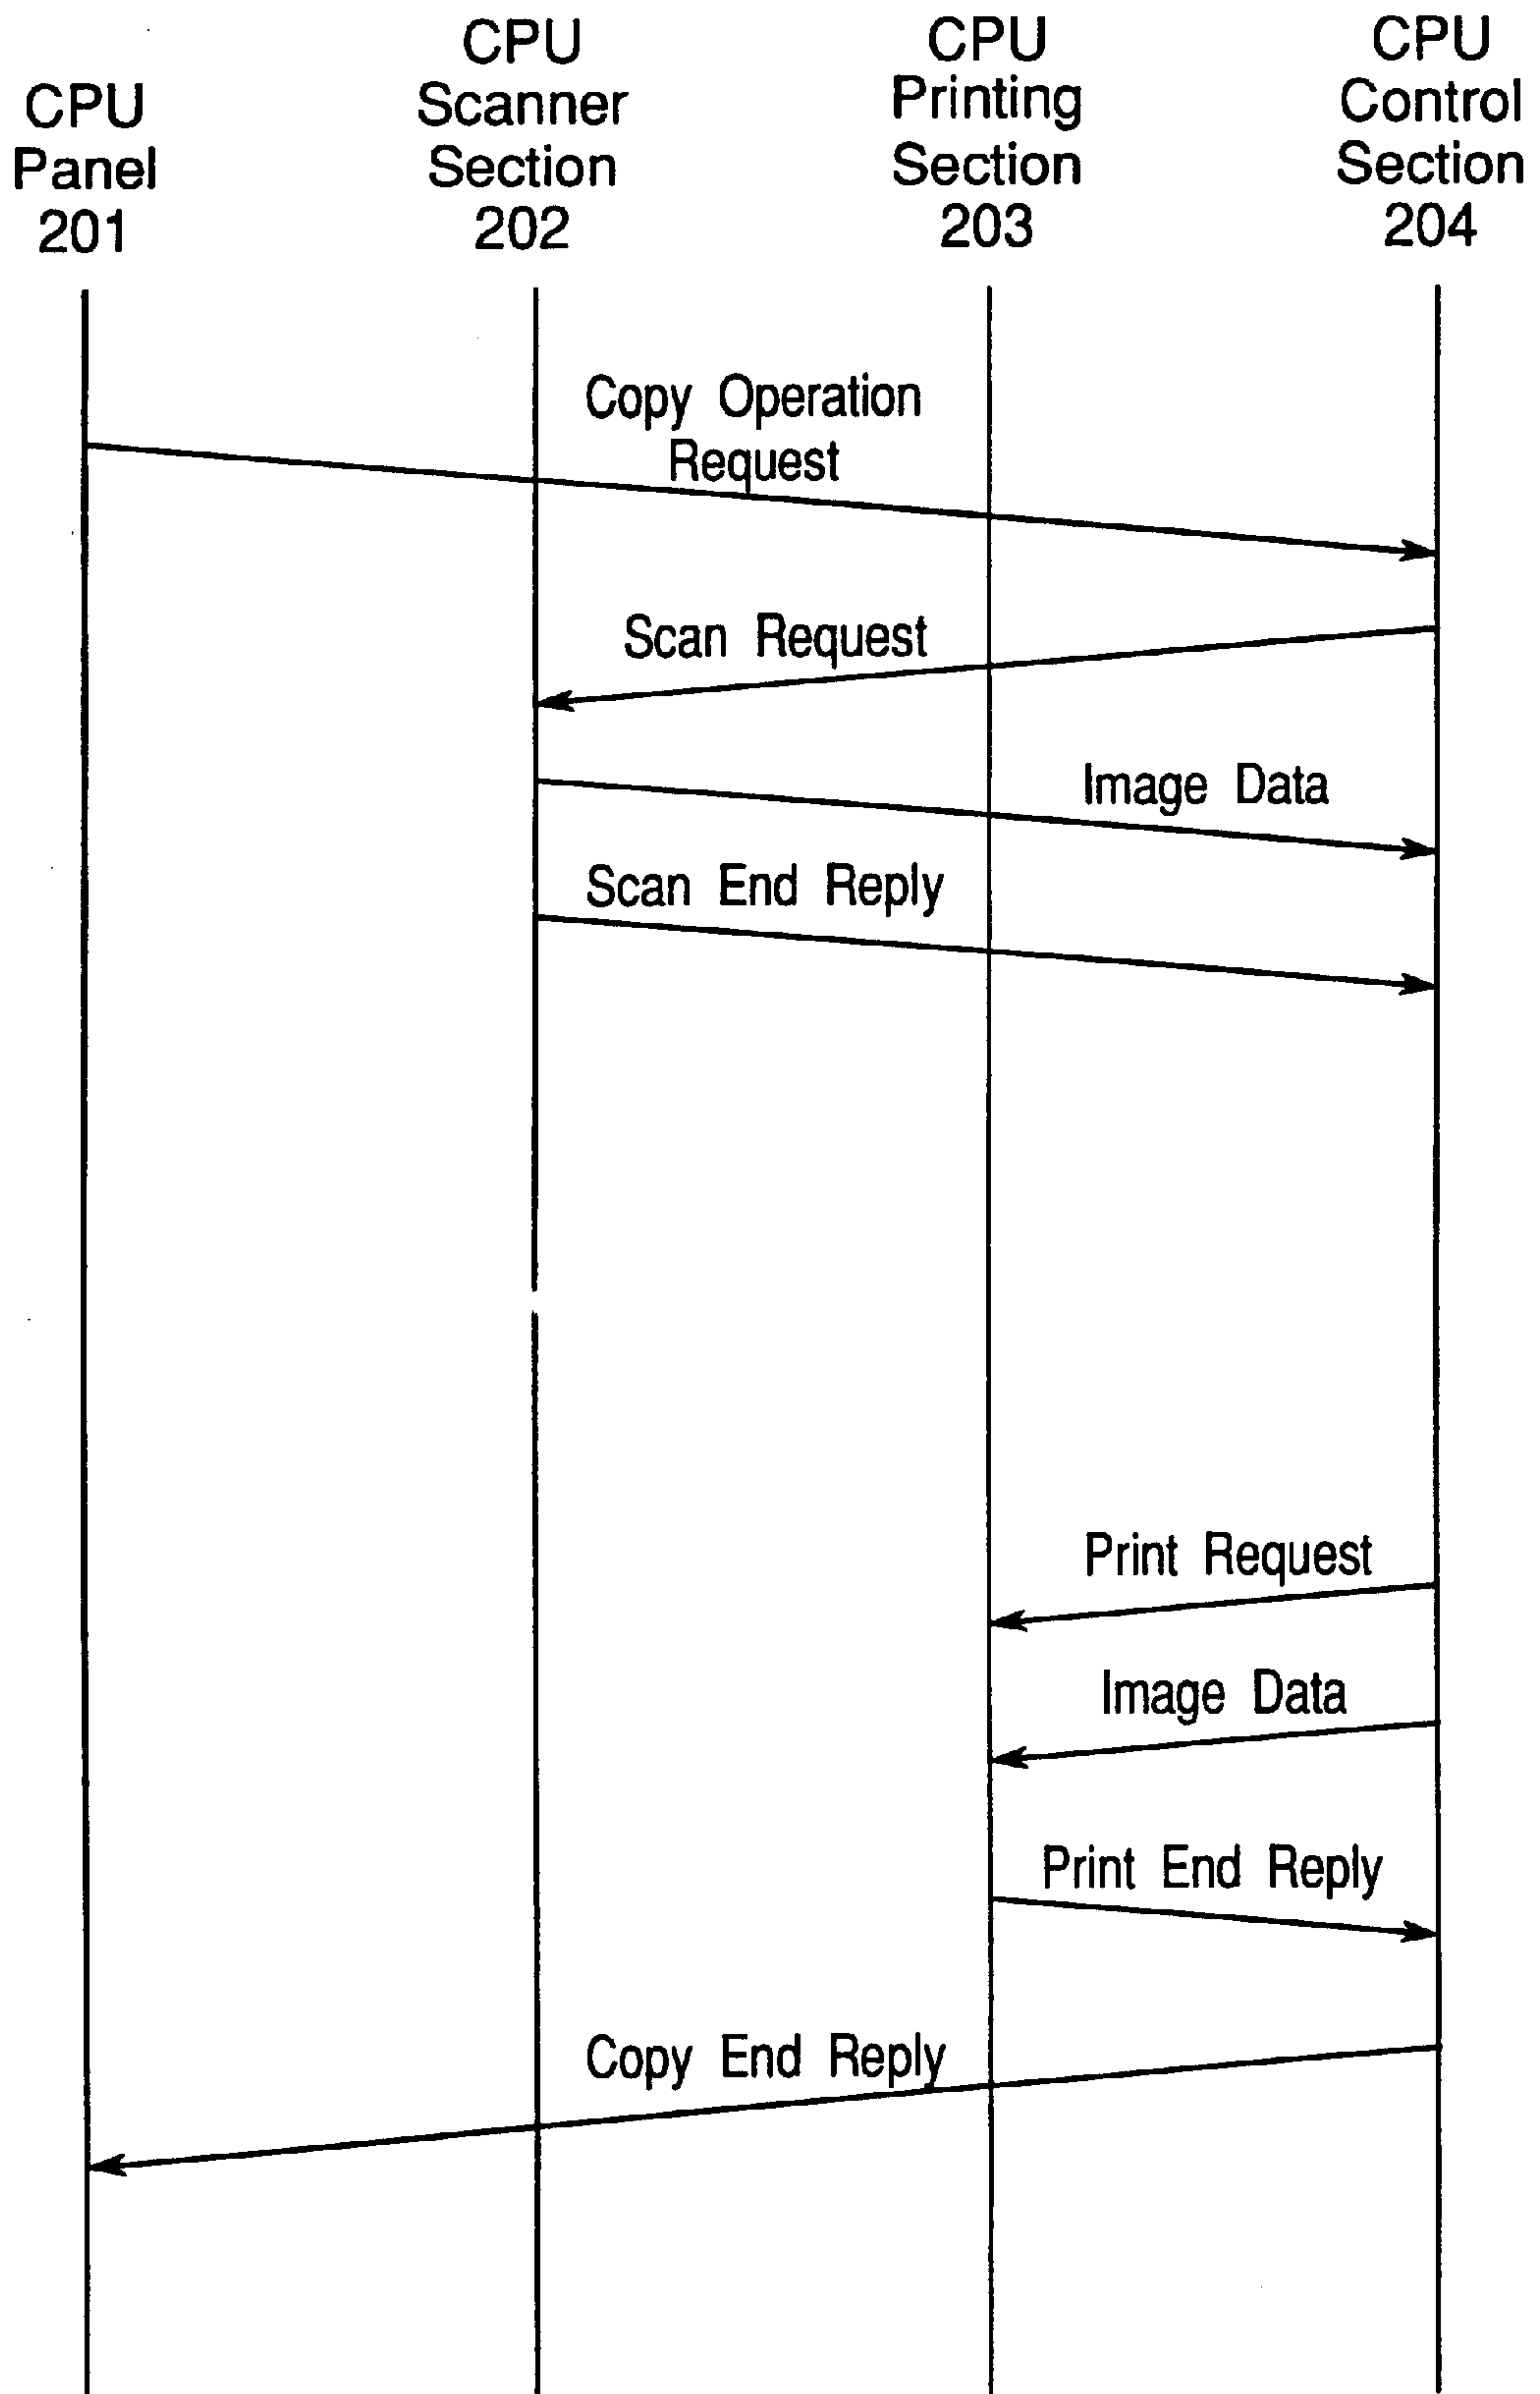 CPU
Panel
201
CPU
Scanner
Section
202
CPU
Printing
Section
203
CPU
Control
Section
204
Copy Operation
Request
Scan Request
Image Data
Scan End Reply
Print Request
Image Data
Print End Reply
Copy End Reply